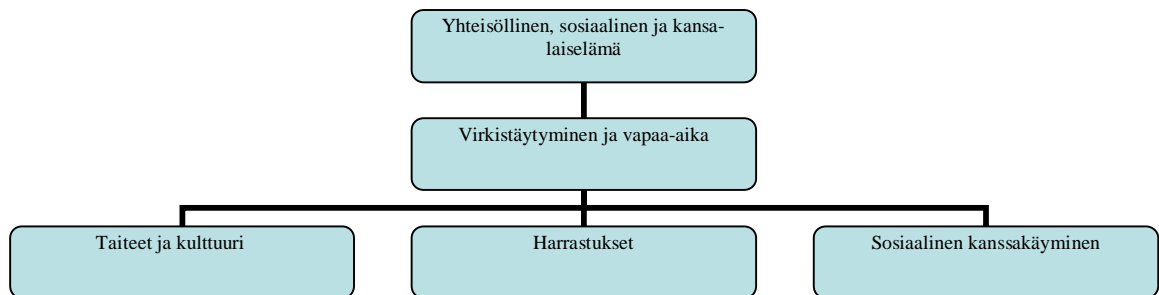 Yhteisöllinen, sosiaalinen ja kansa-
laiselämä
Virkistäytyminen ja vapaa-aika
Taiteet ja kulttuuri
Harrastukset
Sosiaalinen kanssakäyminen